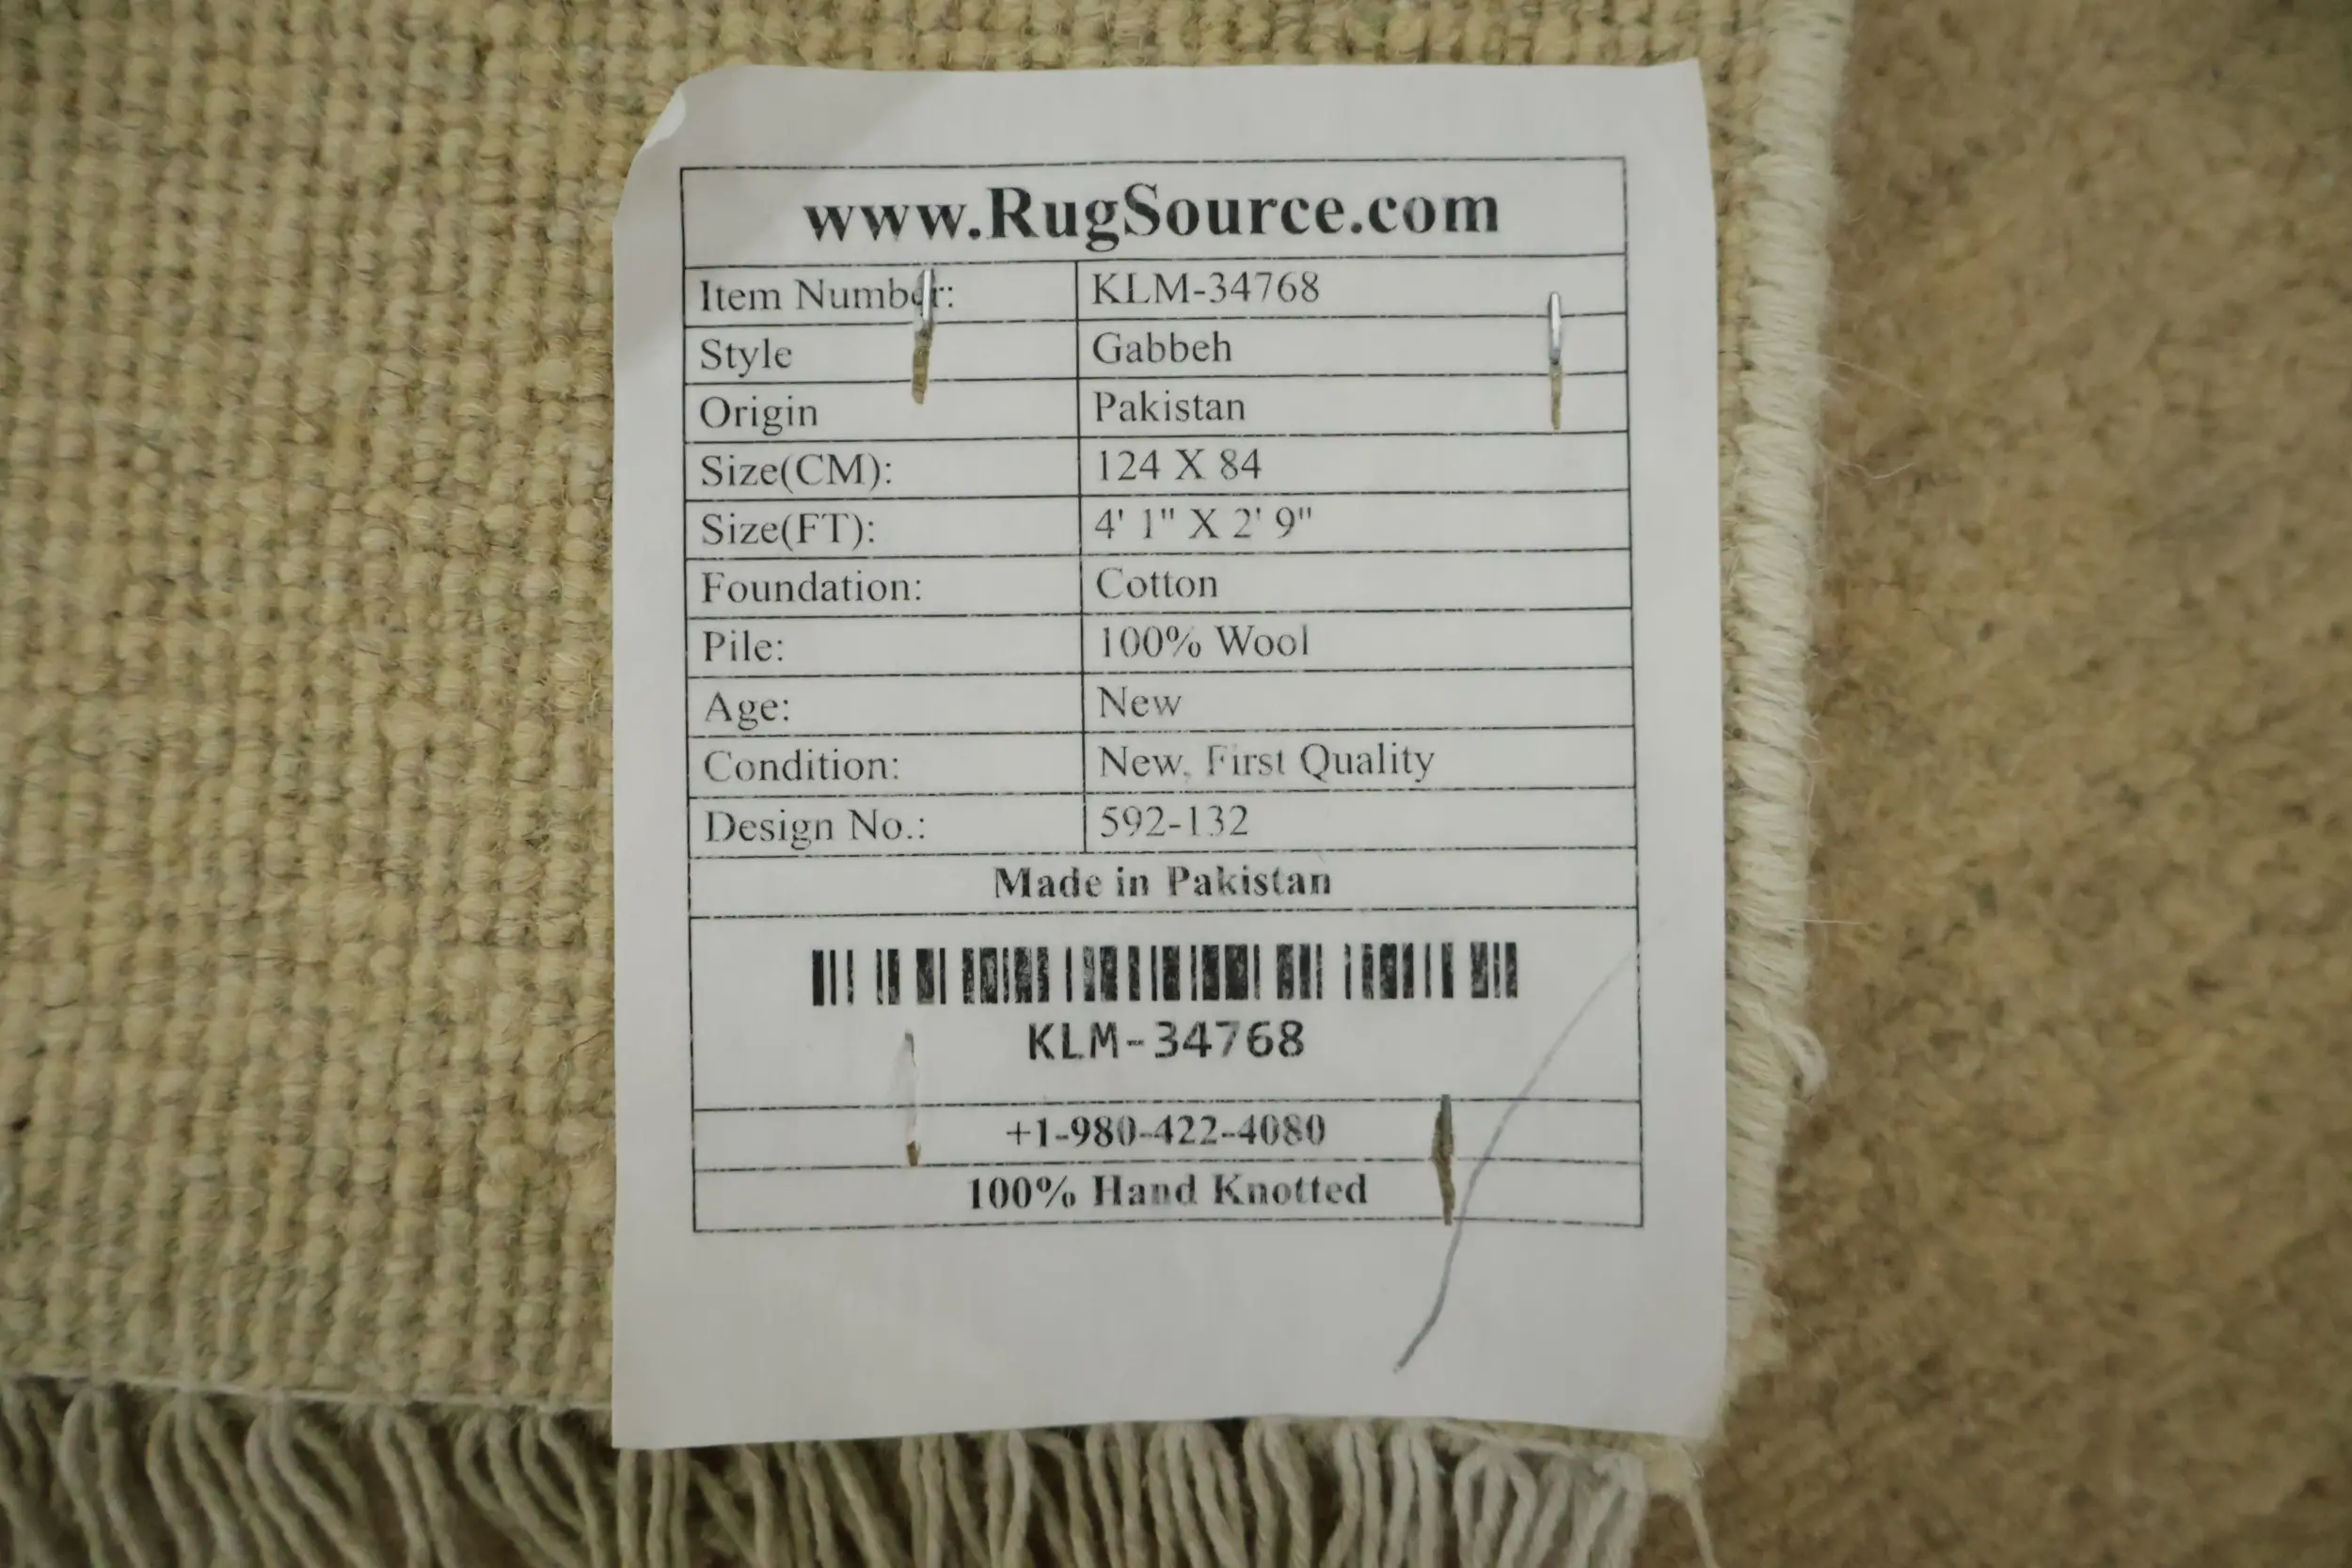 www.RugSource.com
Item Number: KLM-34768
Style Gabbeh
Origin Pakistan
Size(CM): 124 X 84
Size(FT): 4' 1" X 2' 9"
Foundation: Cotton
Pile: 100% Wool
Age: New
Condition: New, First Quality
Design No.: 592-132
Made in Pakistan
KLM-34768
+1-980-422-4080
100% Hand Knotted